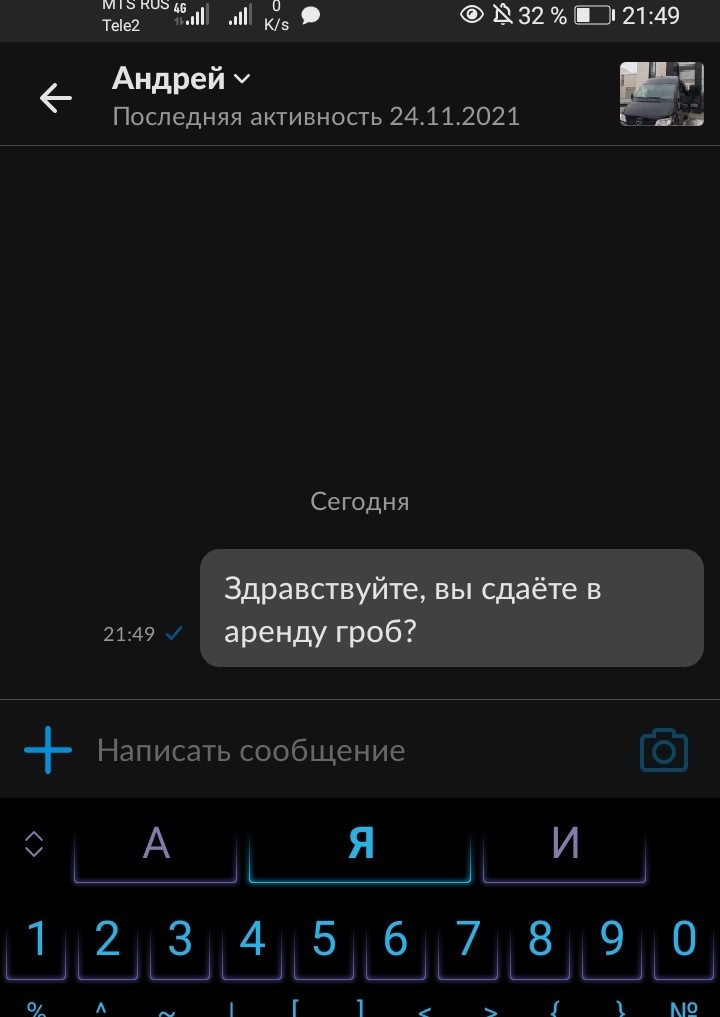 MTS RUS 4G 0
Tele2 K/s 32 % 21:49
Андрей
Последняя активность 24.11.2021
Сегодня
Здравствуйте, вы сдаёте в
аренду гроб?
21:49
Написать сообщение
А Я И
1 2 3 4 5 6 7 8 9 0
% ^ ~ | [ ] < > { } №